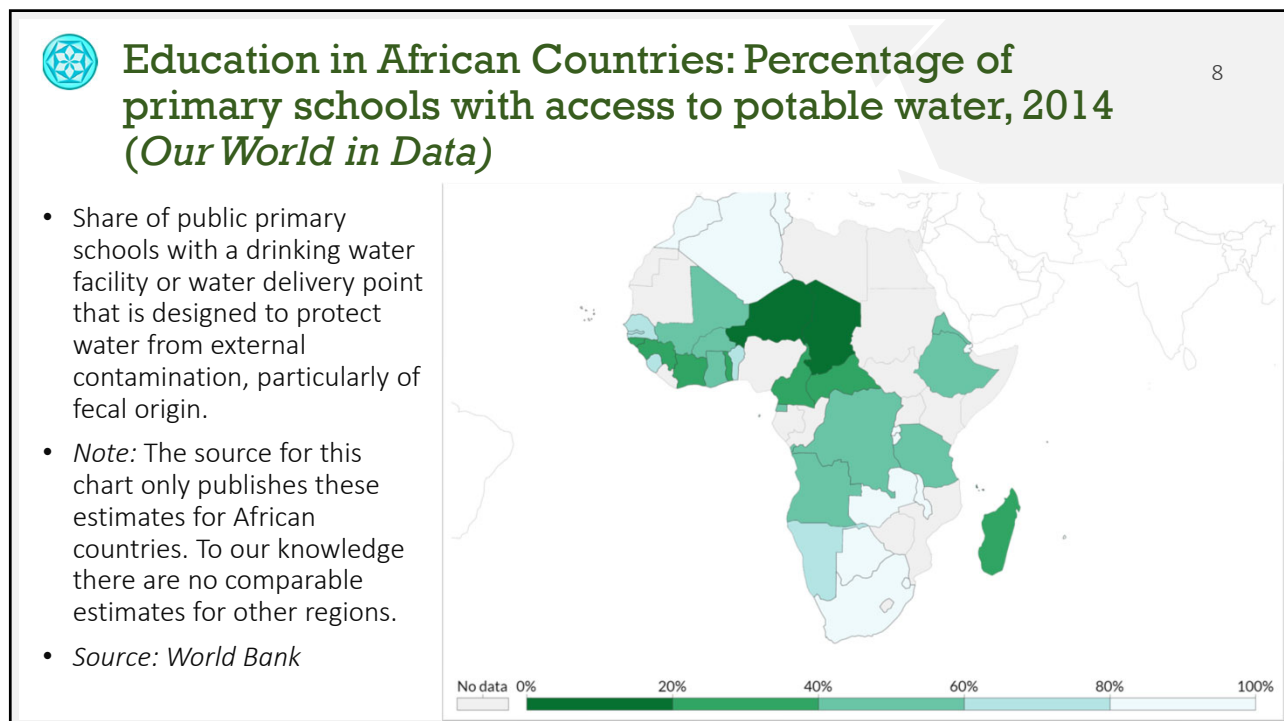 Education in African Countries: Percentage of
primary schools with access to potable water, 2014
(Our World in Data)
8
• Share of public primary
schools with a drinking water
facility or water delivery point
that is designed to protect
water from external
contamination, particularly of
fecal origin.
• Note: The source for this
chart only publishes these
estimates for African
countries. To our knowledge
there are no comparable
estimates for other regions.
• Source: World Bank
No data 0% 20% 40% 60% 80% 100%